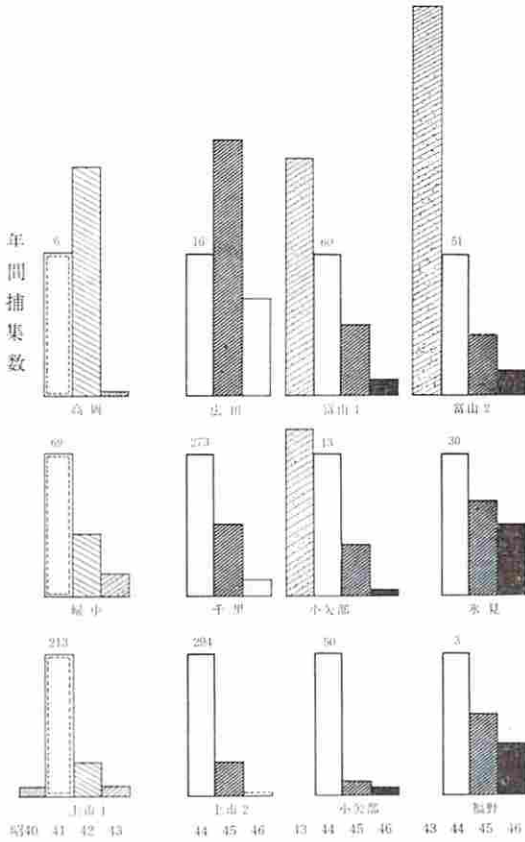 年間捕集数
6 16 60 51
高岡 広田 富山1 富山2
69 273 13 30
婦中 千里 小矢部 氷見
213 294 50 3
上市1 上市2 小矢部 福野
昭40 41 42 43 44 45 46 43 44 45 46 43 44 45 46